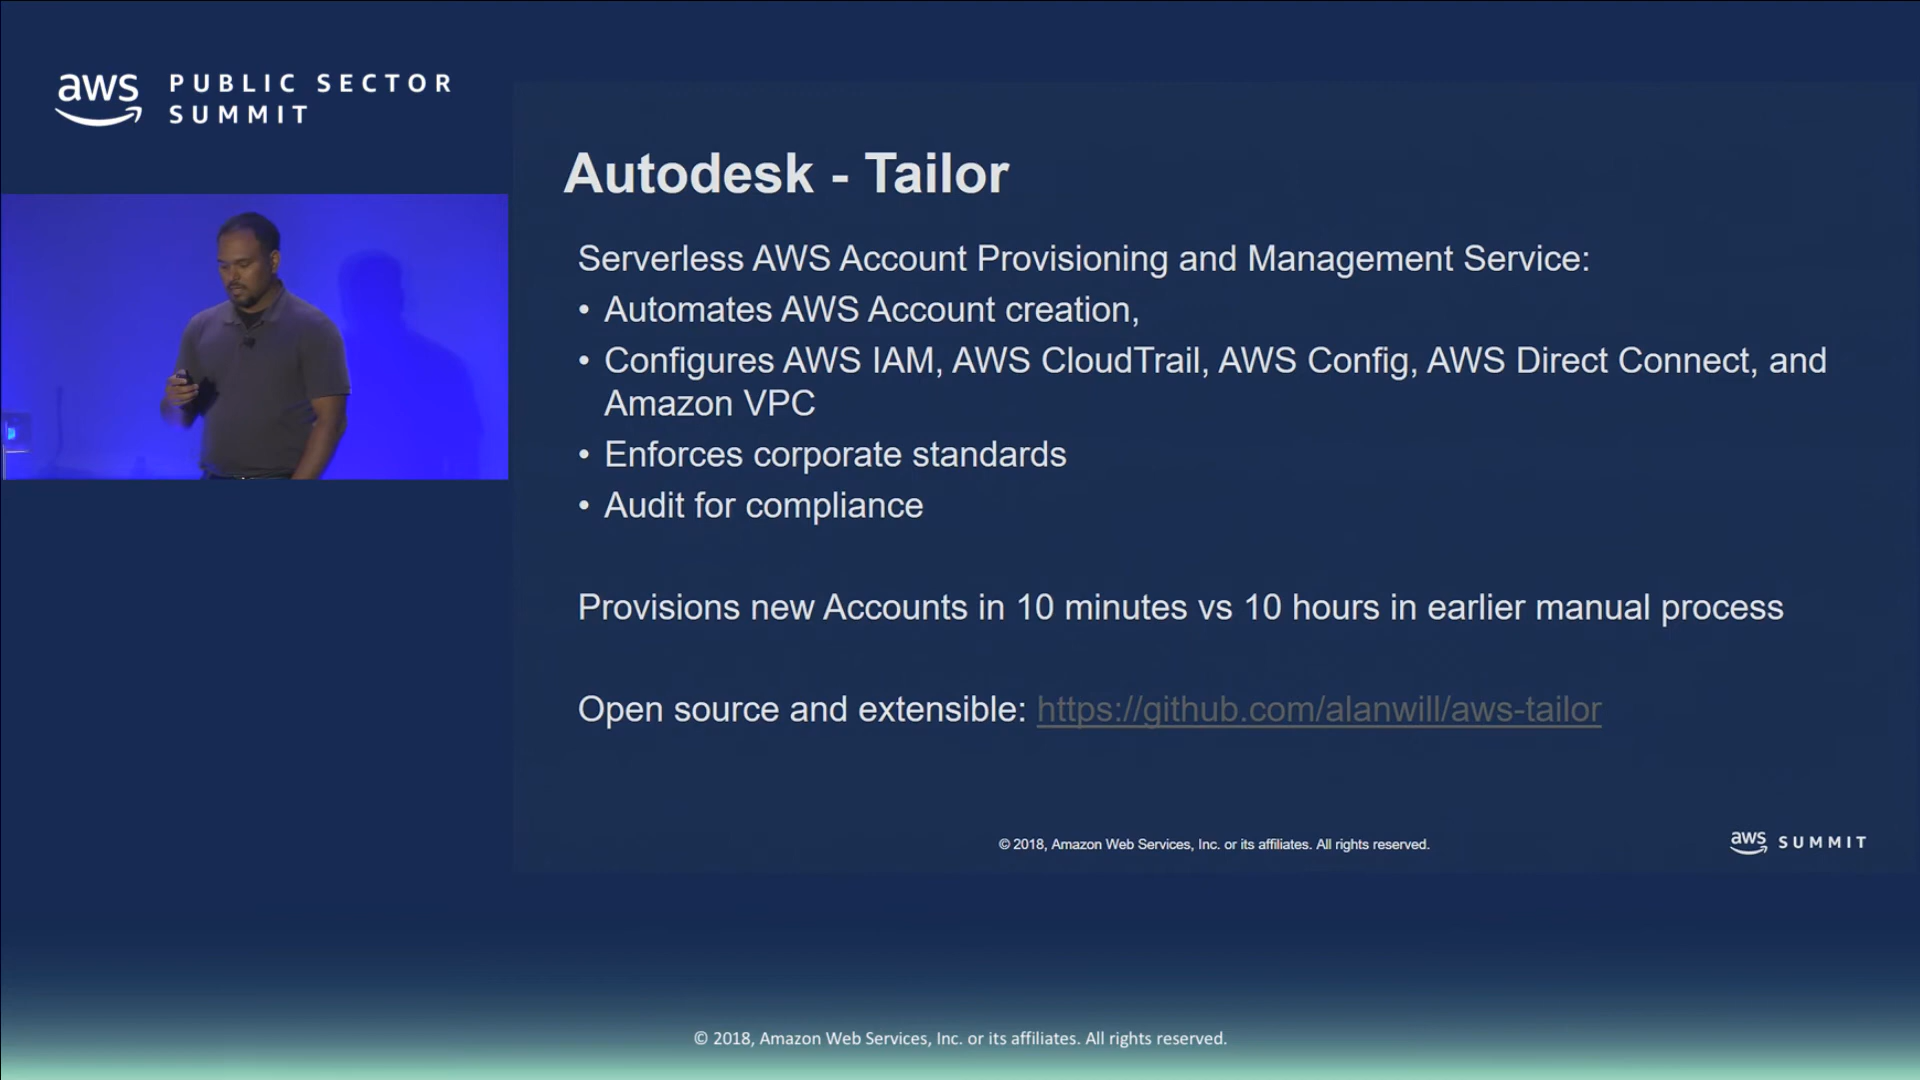 aws PUBLIC SECTOR
SUMMIT
Autodesk - Tailor
Serverless AWS Account Provisioning and Management Service:
• Automates AWS Account creation,
• Configures AWS IAM, AWS CloudTrail, AWS Config, AWS Direct Connect, and
Amazon VPC
• Enforces corporate standards
• Audit for compliance
Provisions new Accounts in 10 minutes vs 10 hours in earlier manual process
Open source and extensible: https://github.com/alanwill/aws-tailor
© 2018, Amazon Web Services, Inc. or its affiliates. All rights reserved.
aws SUMMIT
© 2018, Amazon Web Services, Inc. or its affiliates. All rights reserved.